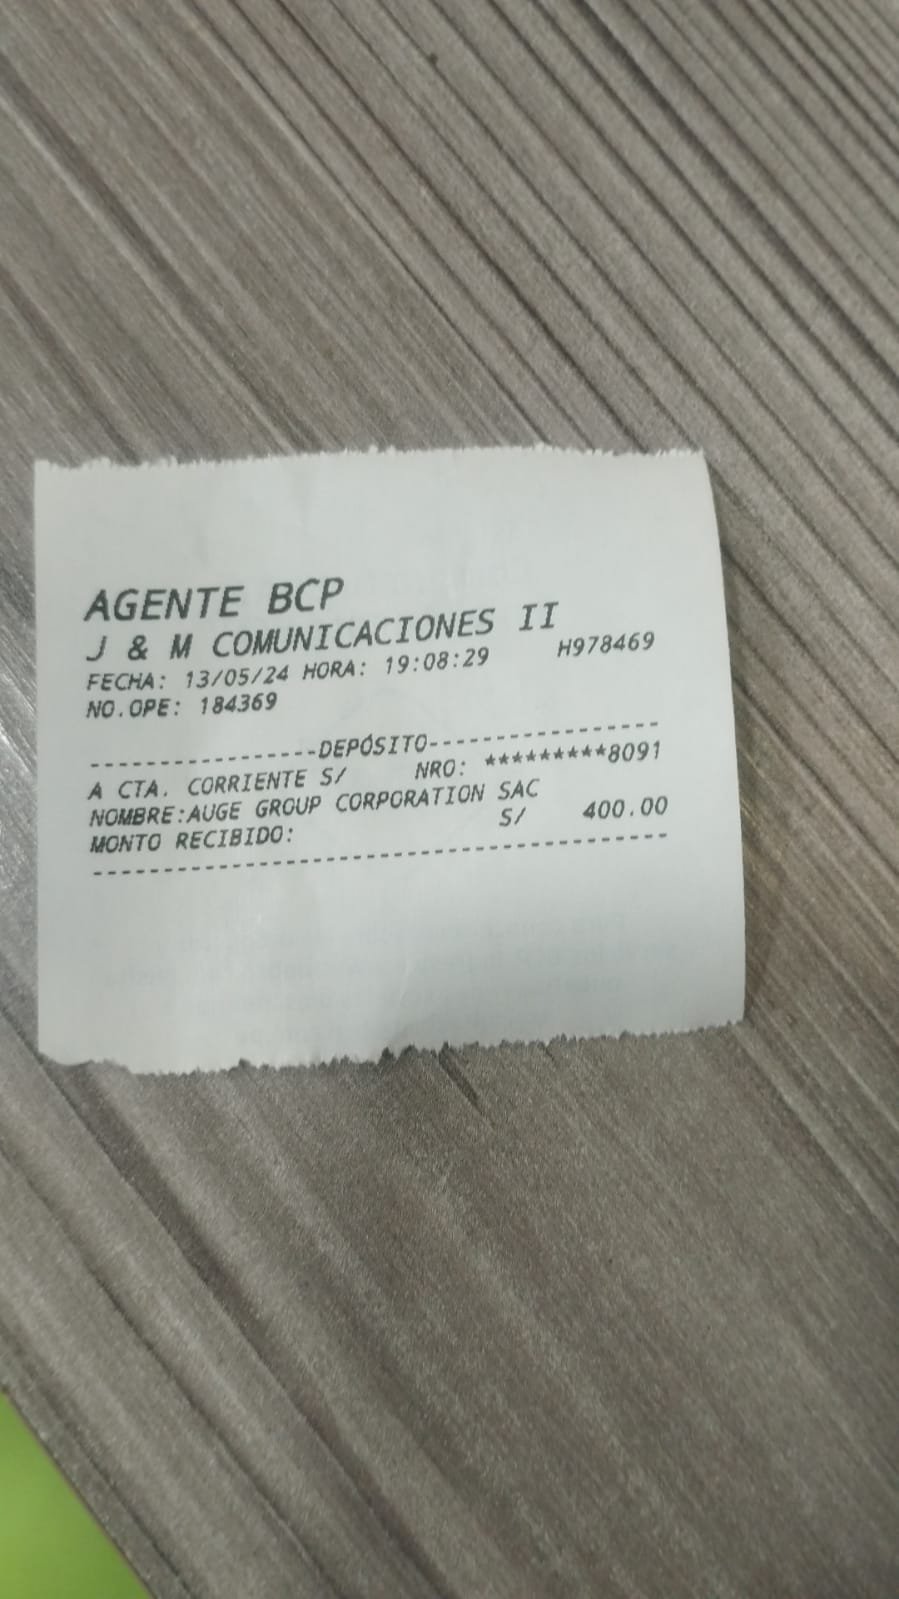 AGENTE BCP
J & M COMUNICACIONES II
FECHA: 13/05/24 HORA: 19:08:29 H978469
NO.OPE: 184369
-----------------DEPÓSITO-----------------
A CTA. CORRIENTE S/ NRO: *********8091
NOMBRE:AUGE GROUP CORPORATION SAC
MONTO RECIBIDO: S/ 400.00
------------------------------------------